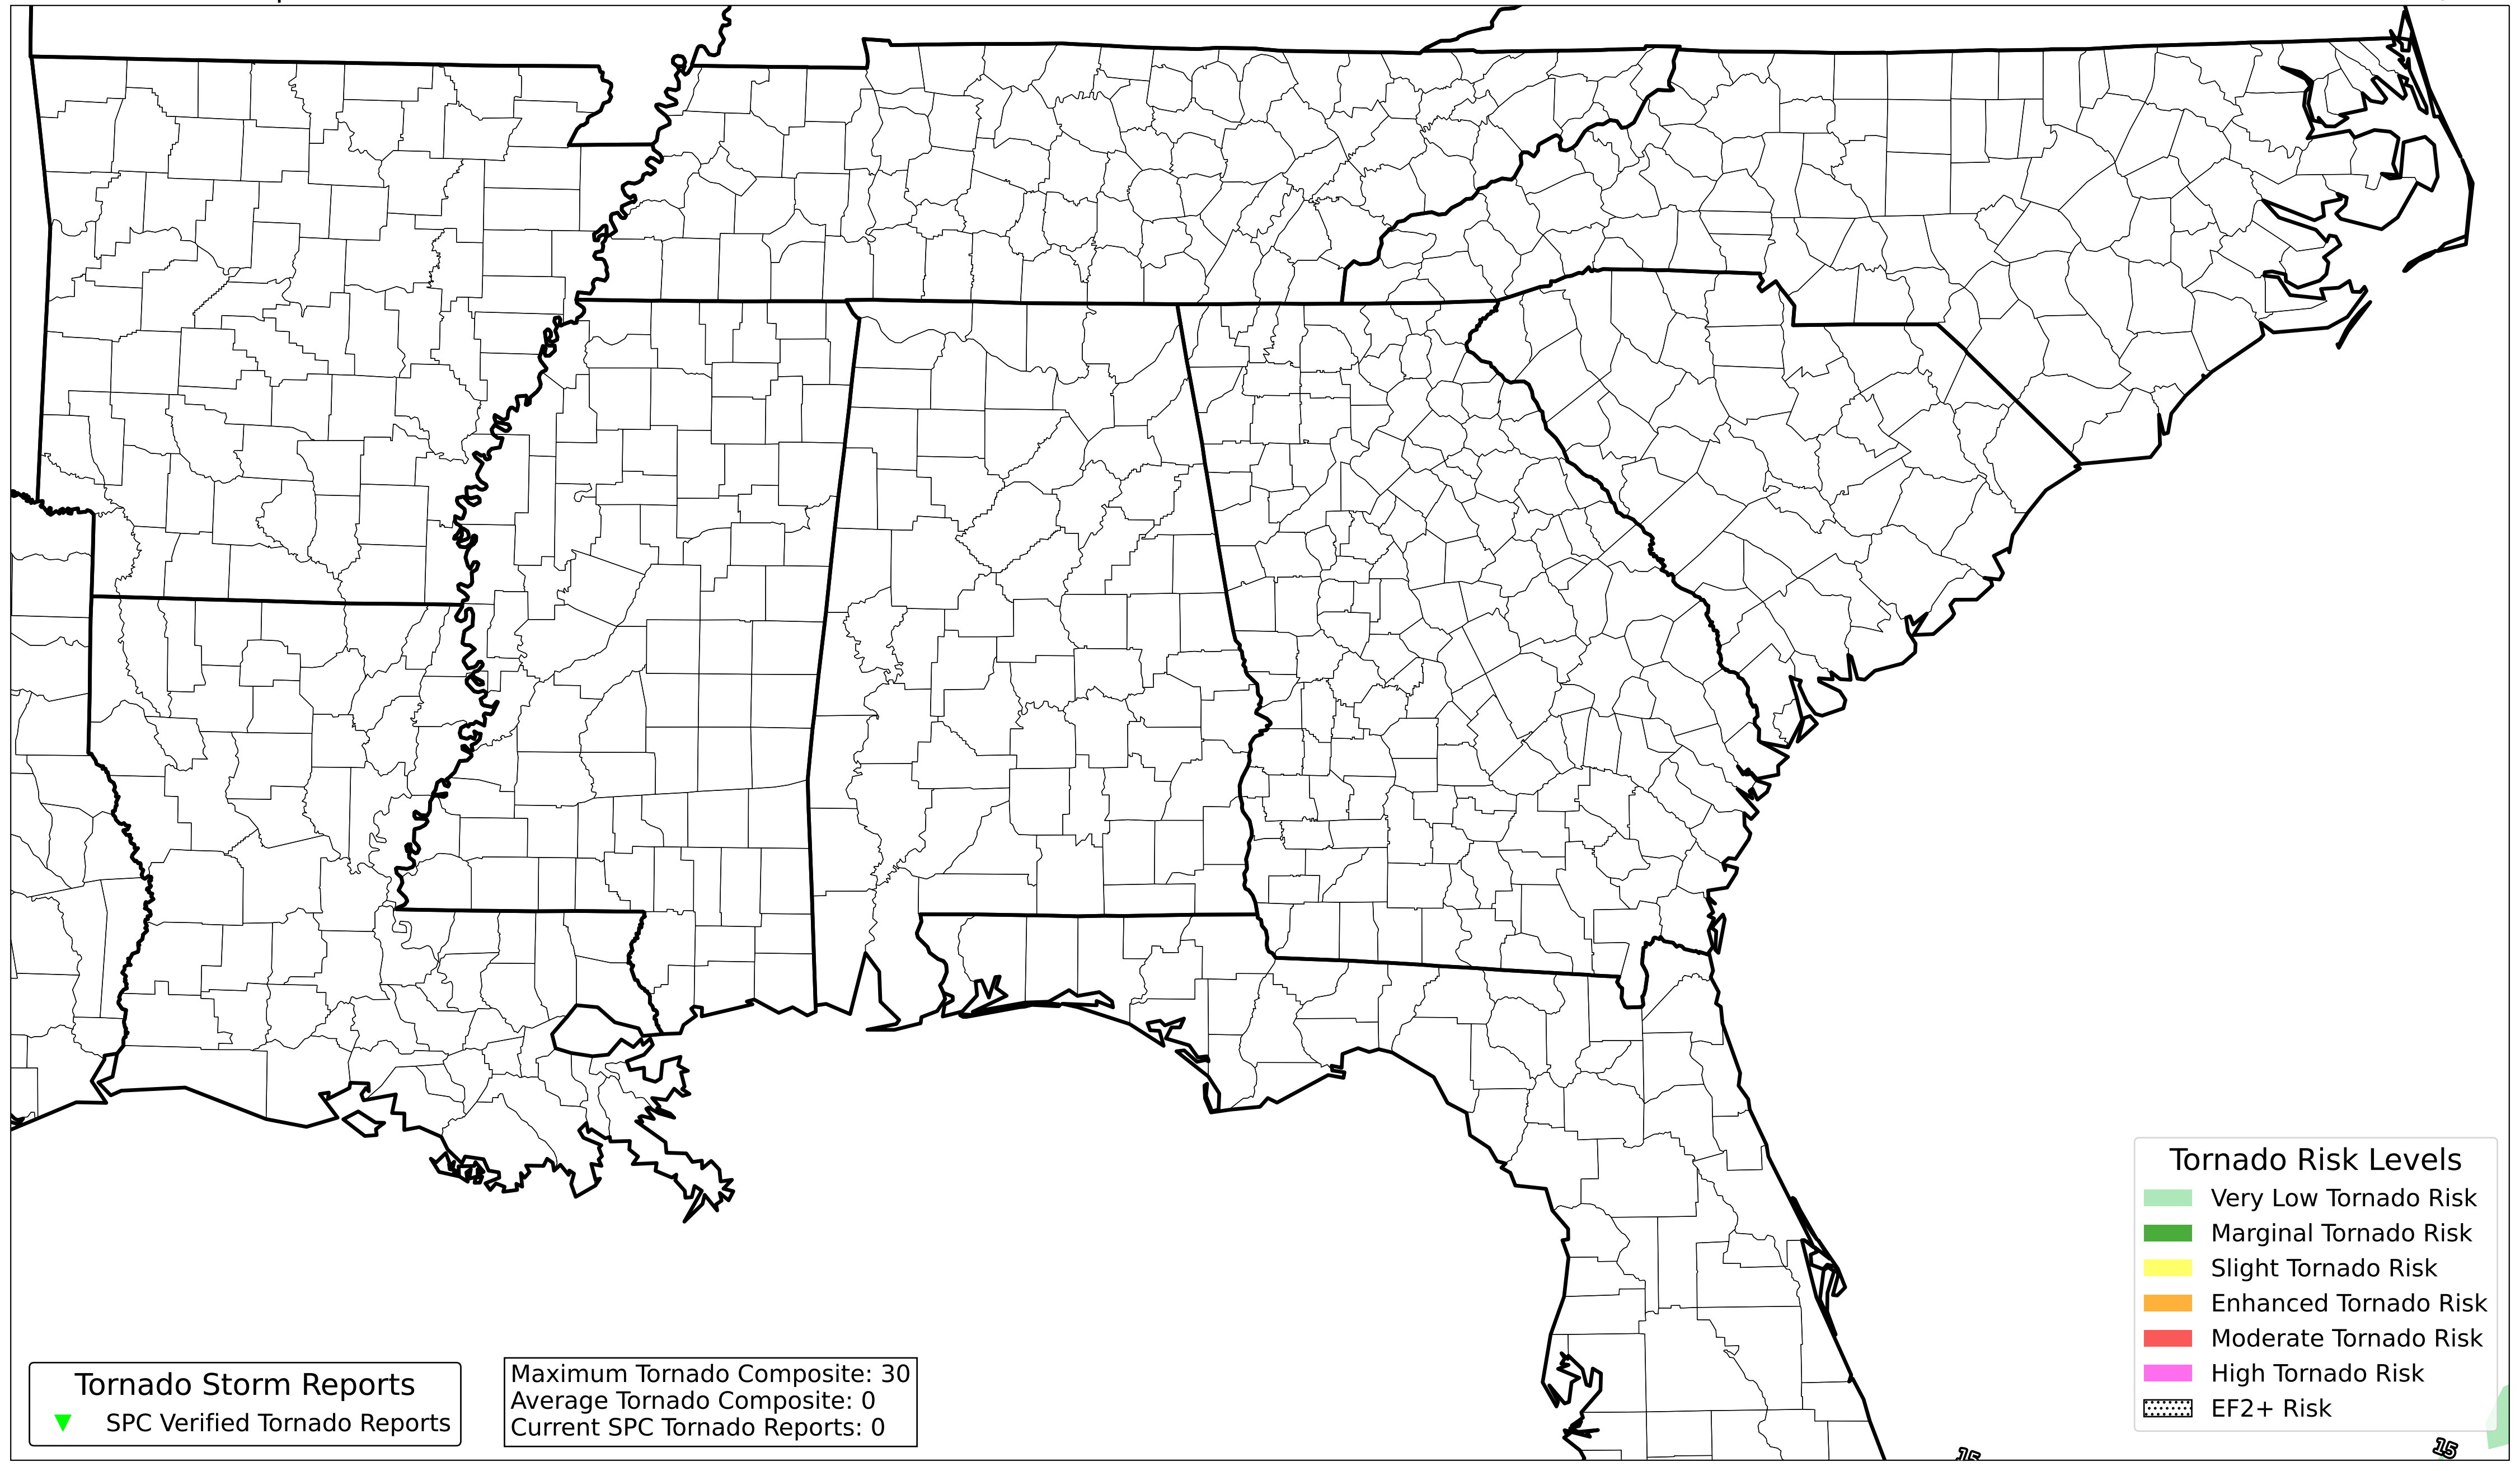 Tornado Risk Levels
Very Low Tornado Risk
Marginal Tornado Risk
Slight Tornado Risk
Enhanced Tornado Risk
Moderate Tornado Risk
High Tornado Risk
EF2+ Risk
Tornado Storm Reports
SPC Verified Tornado Reports
Maximum Tornado Composite: 30
Average Tornado Composite: 0
Current SPC Tornado Reports: 0
15
15